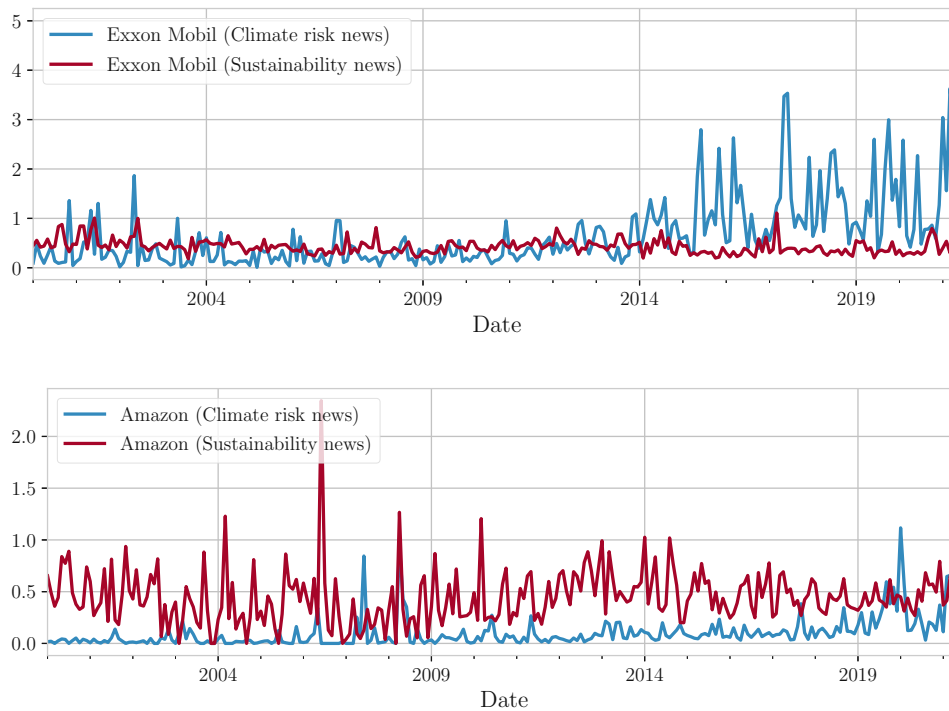 5
Exxon Mobil (Climate risk news)
Exxon Mobil (Sustainability news)
4
3
2
1
0
2004 2009 2014 2019
Date
Amazon (Climate risk news)
Amazon (Sustainability news)
2.0
1.5
1.0
0.5
0.0
2004 2009 2014 2019
Date